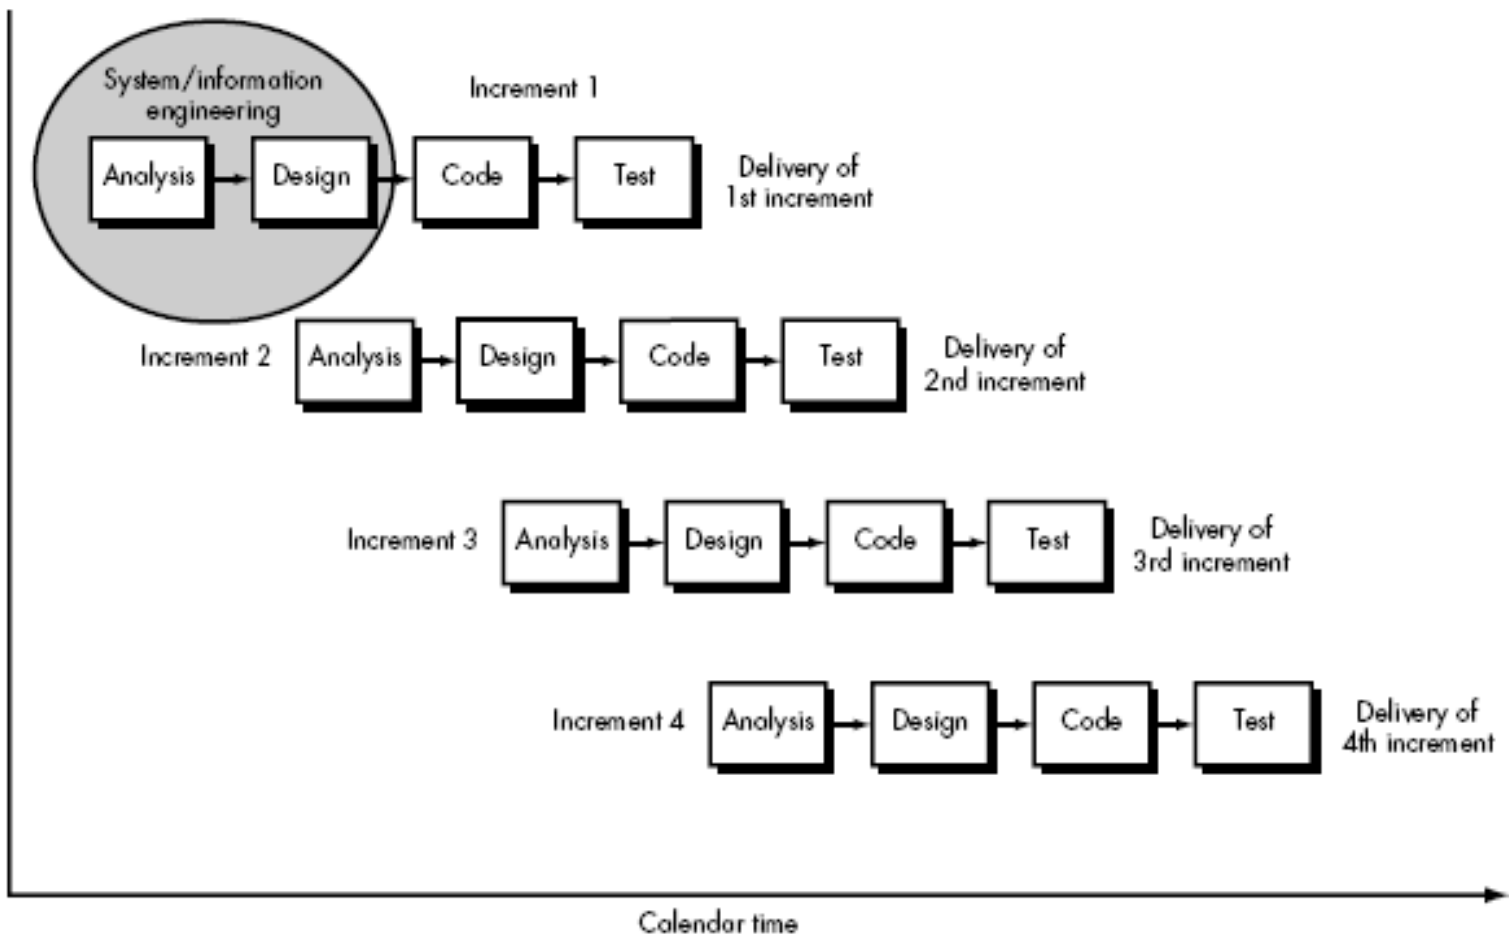 System/information
engineering
Increment 1
Analysis
Design
Code
Test
Delivery of
1st increment
Increment 2
Analysis
Design
Code
Test
Delivery of
2nd increment
Increment 3
Analysis
Design
Code
Test
Delivery of
3rd increment
Increment 4
Analysis
Design
Code
Test
Delivery of
4th increment
Calendar time